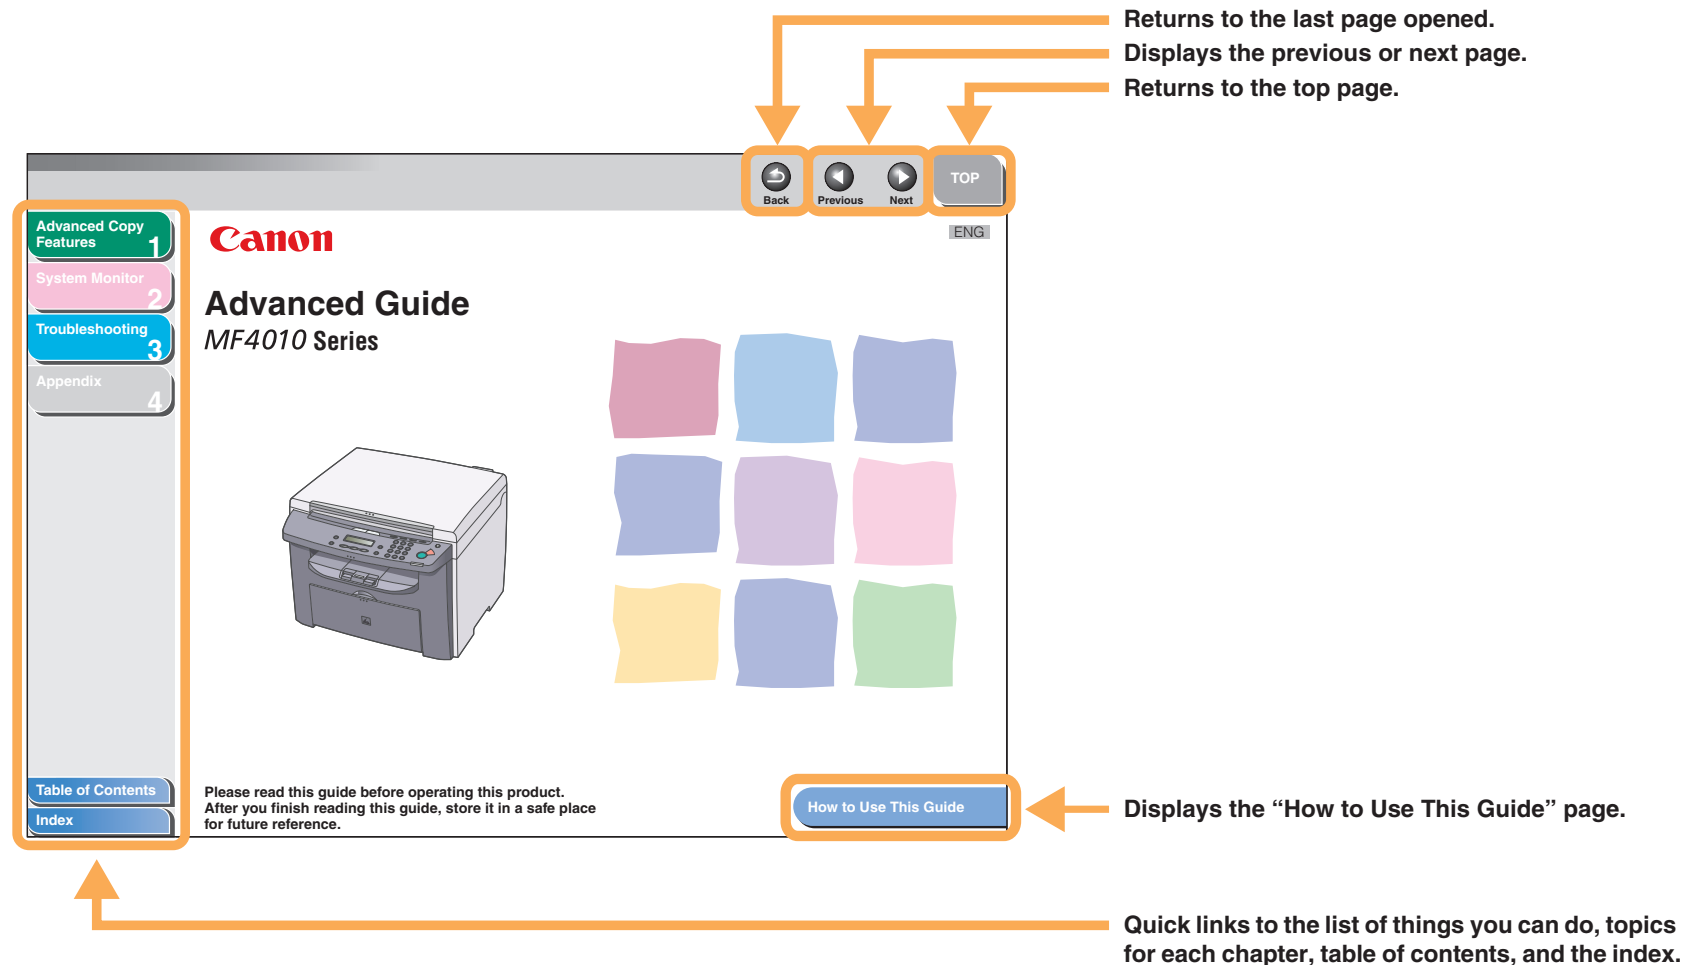 Returns to the last page opened.
Displays the previous or next page.
Returns to the top page.
Back
Previous
Next
TOP
Advanced Copy
Features
1
System Monitor
2
Troubleshooting
3
Appendix
4
Canon
ENG
Advanced Guide
MF4010 Series
Table of Contents
Index
Please read this guide before operating this product.
After you finish reading this guide, store it in a safe place
for future reference.
How to Use This Guide
Displays the “How to Use This Guide” page.
Quick links to the list of things you can do, topics
for each chapter, table of contents, and the index.